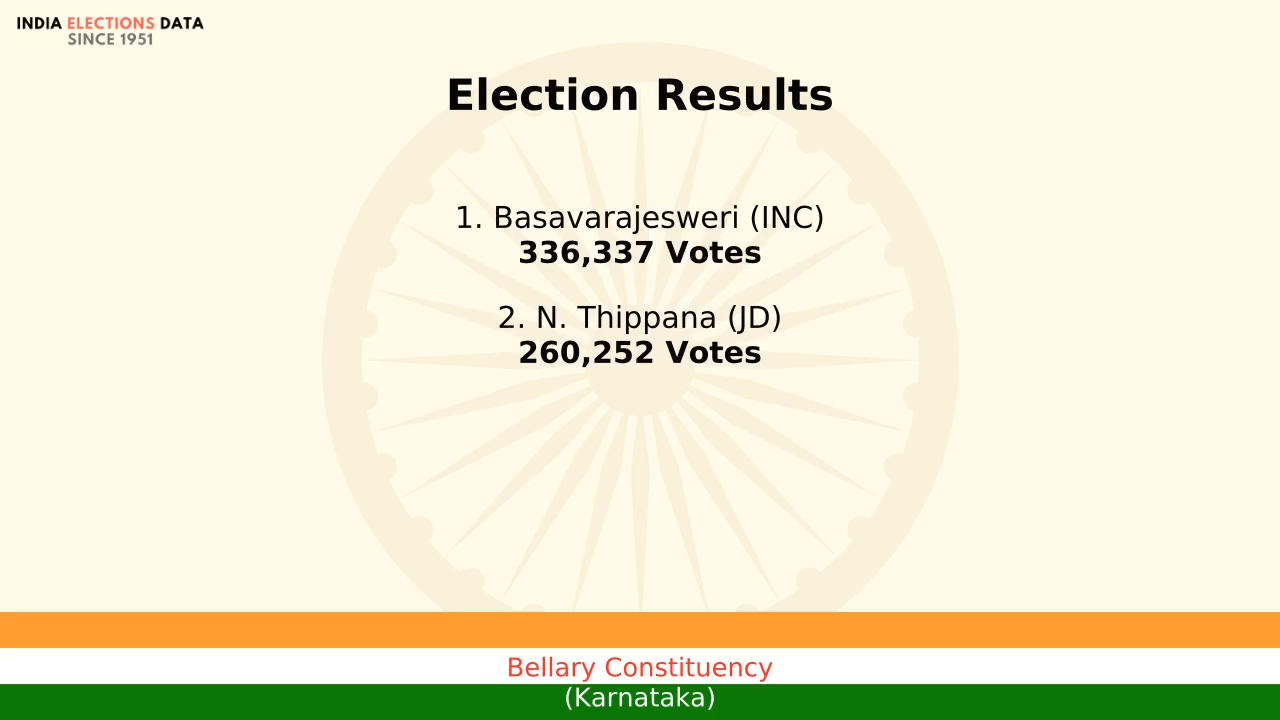 INDIA ELECTIONS DATA
SINCE 1951
Election Results
1. Basavarajesweri (INC)
336,337 Votes
2. N. Thippana (JD)
260,252 Votes
Bellary Constituency
(Karnataka)